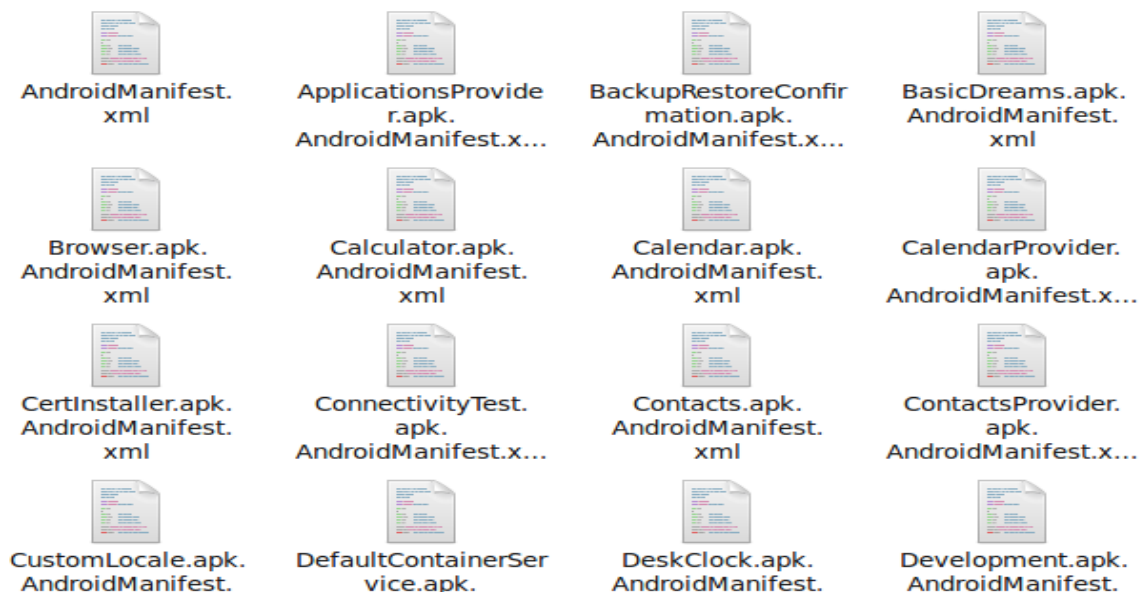 AndroidManifest.
xml
ApplicationsProvide
r.apk.
AndroidManifest.x...
BackupRestoreConfir
mation.apk.
AndroidManifest.x...
BasicDreams.apk.
AndroidManifest.
xml
Browser.apk.
AndroidManifest.
xml
Calculator.apk.
AndroidManifest.
xml
Calendar.apk.
AndroidManifest.
xml
CalendarProvider.
apk.
AndroidManifest.x...
CertInstaller.apk.
AndroidManifest.
xml
ConnectivityTest.
apk.
AndroidManifest.x...
Contacts.apk.
AndroidManifest.
xml
ContactsProvider.
apk.
AndroidManifest.x...
CustomLocale.apk.
AndroidManifest.
DefaultContainerSer
vice.apk.
DeskClock.apk.
AndroidManifest.
Development.apk.
AndroidManifest.